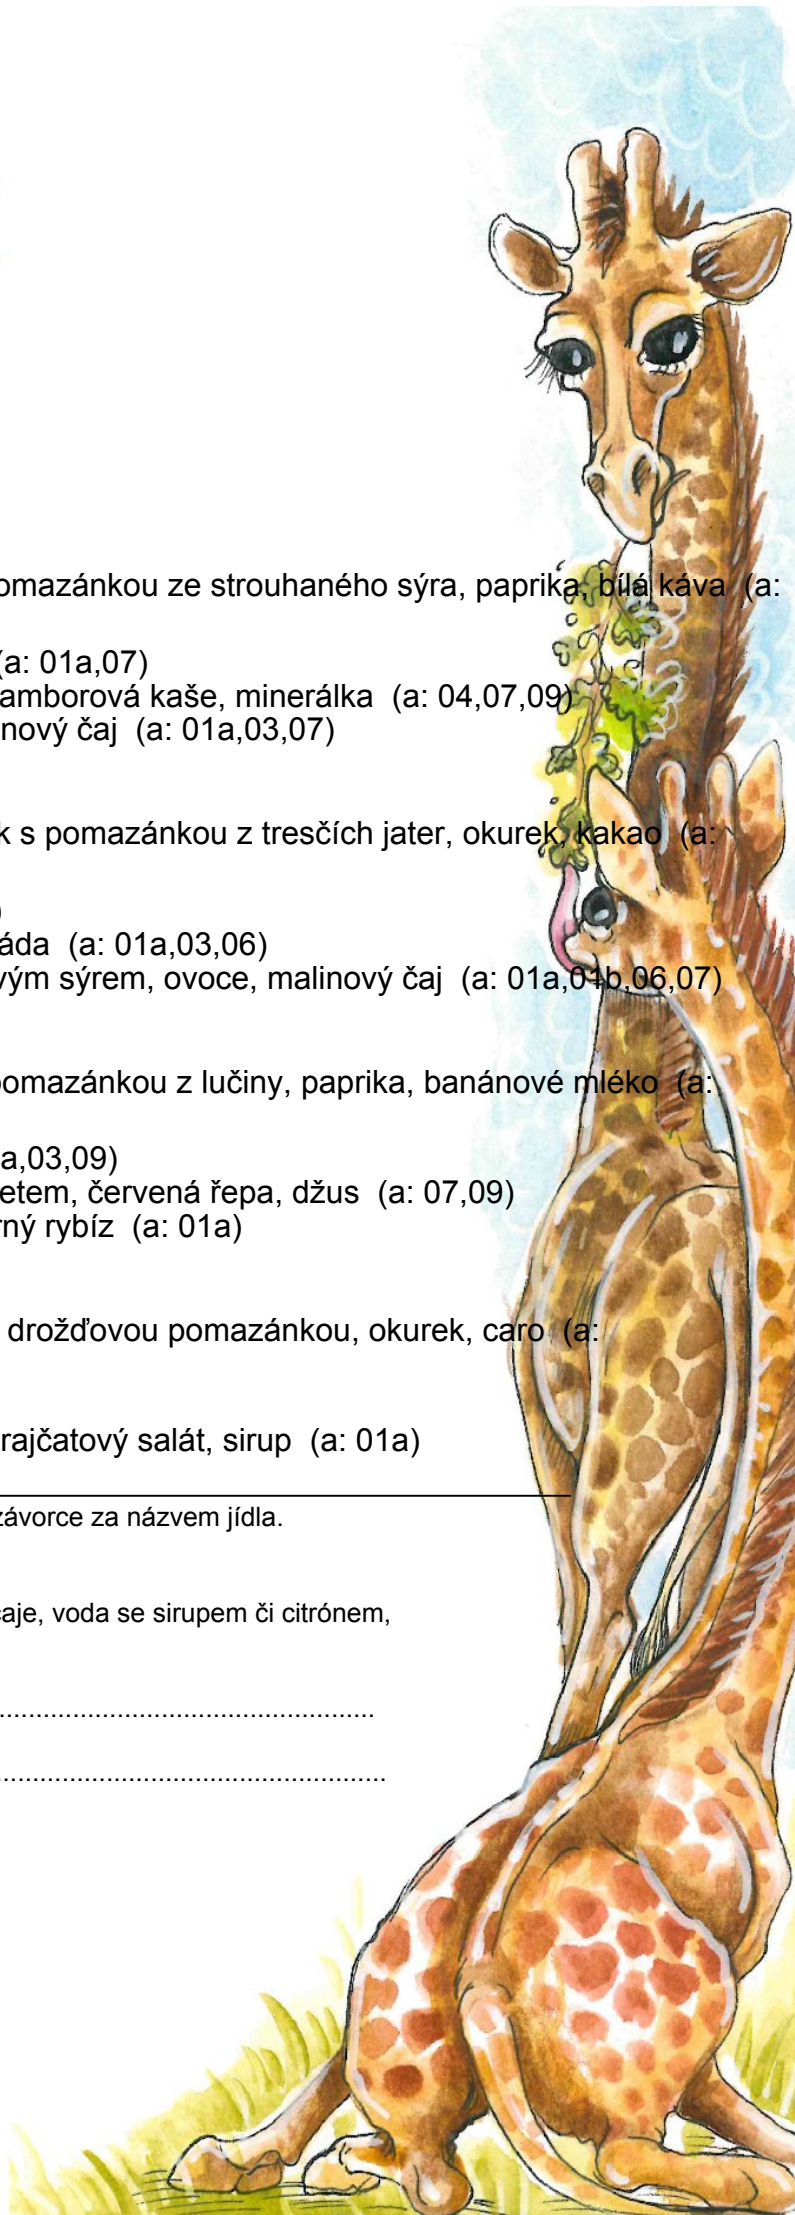 omazánkou ze strouhaného sýra, paprika, bílá káva (a:
(a: 01a,07)
amborová kaše, minerálka (a: 04,07,09)
nový čaj (a: 01a,03,07)
k s pomazánkou z tresčích jater, okurek, kakao (a:
)
áda (a: 01a,03,06)
vým sýrem, ovoce, malinový čaj (a: 01a,01b,06,07)
pomazánkou z lučiny, paprika, banánové mléko (a:
a,03,09)
etem, červená řepa, džus (a: 07,09)
rný rybíz (a: 01a)
drožďovou pomazánkou, okurek, caro (a:
rajčatový salát, sirup (a: 01a)
závorce za názvem jídla.
čaje, voda se sirupem či citrónem,